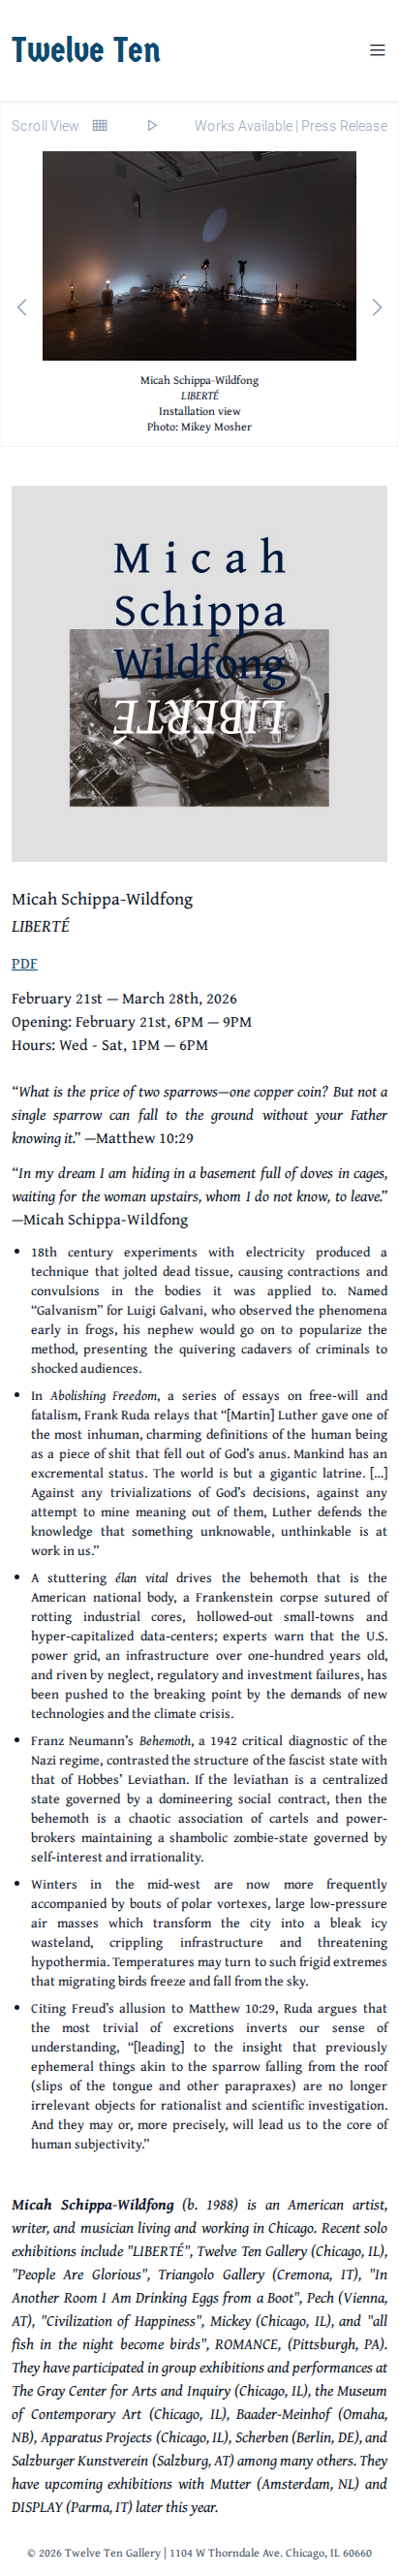 Twelve Ten
Scroll View
Works Available | Press Release
Micah Schippa-Wildfong
LIBERTÉ
Installation view
Photo: Mikey Mosher
Micah
Schippa
Wildfong
LIBERTÉ
Micah Schippa-Wildfong
LIBERTÉ
PDF
February 21st — March 28th, 2026
Opening: February 21st, 6PM — 9PM
Hours: Wed - Sat, 1PM — 6PM
“What is the price of two sparrows—one copper coin? But not a
single sparrow can fall to the ground without your Father
knowing it.” —Matthew 10:29
“In my dream I am hiding in a basement full of doves in cages,
waiting for the woman upstairs, whom I do not know, to leave.”
—Micah Schippa-Wildfong
• 18th century experiments with electricity produced a
technique that jolted dead tissue, causing contractions and
convulsions in the bodies it was applied to. Named
“Galvanism” for Luigi Galvani, who observed the phenomena
early in frogs, his nephew would go on to popularize the
method, presenting the quivering cadavers of criminals to
shocked audiences.
• In Abolishing Freedom, a series of essays on free-will and
fatalism, Frank Ruda relays that “[Martin] Luther gave one of
the most inhuman, charming definitions of the human being
as a piece of shit that fell out of God’s anus. Mankind has an
excremental status. The world is but a gigantic latrine. [...]
Against any trivializations of God’s decisions, against any
attempt to mine meaning out of them, Luther defends the
knowledge that something unknowable, unthinkable is at
work in us.”
• A stuttering élan vital drives the behemoth that is the
American national body, a Frankenstein corpse sutured of
rotting industrial cores, hollowed-out small-towns and
hyper-capitalized data-centers; experts warn that the U.S.
power grid, an infrastructure over one-hundred years old,
and riven by neglect, regulatory and investment failures, has
been pushed to the breaking point by the demands of new
technologies and the climate crisis.
• Franz Neumann’s Behemoth, a 1942 critical diagnostic of the
Nazi regime, contrasted the structure of the fascist state with
that of Hobbes’ Leviathan. If the leviathan is a centralized
state governed by a domineering social contract, then the
behemoth is a chaotic association of cartels and power-
brokers maintaining a shambolic zombie-state governed by
self-interest and irrationality.
• Winters in the mid-west are now more frequently
accompanied by bouts of polar vortexes, large low-pressure
air masses which transform the city into a bleak icy
wasteland, crippling infrastructure and threatening
hypothermia. Temperatures may turn to such frigid extremes
that migrating birds freeze and fall from the sky.
• Citing Freud’s allusion to Matthew 10:29, Ruda argues that
the most trivial of excretions inverts our sense of
understanding, “[leading] to the insight that previously
ephemeral things akin to the sparrow falling from the roof
(slips of the tongue and other parapraxes) are no longer
irrelevant objects for rationalist and scientific investigation.
And they may or, more precisely, will lead us to the core of
human subjectivity.”
Micah Schippa-Wildfong (b. 1988) is an American artist,
writer, and musician living and working in Chicago. Recent solo
exhibitions include "LIBERTÉ", Twelve Ten Gallery (Chicago, IL),
"People Are Glorious", Triangolo Gallery (Cremona, IT), "In
Another Room I Am Drinking Eggs from a Boot", Pech (Vienna,
AT), "Civilization of Happiness", Mickey (Chicago, IL), and "all
fish in the night become birds", ROMANCE, (Pittsburgh, PA).
They have participated in group exhibitions and performances at
The Gray Center for Arts and Inquiry (Chicago, IL), the Museum
of Contemporary Art (Chicago, IL), Baader-Meinhof (Omaha,
NB), Apparatus Projects (Chicago, IL), Scherben (Berlin, DE), and
Salzburger Kunstverein (Salzburg, AT) among many others. They
have upcoming exhibitions with Mutter (Amsterdam, NL) and
DISPLAY (Parma, IT) later this year.
© 2026 Twelve Ten Gallery | 1104 W Thorndale Ave. Chicago, IL 60660